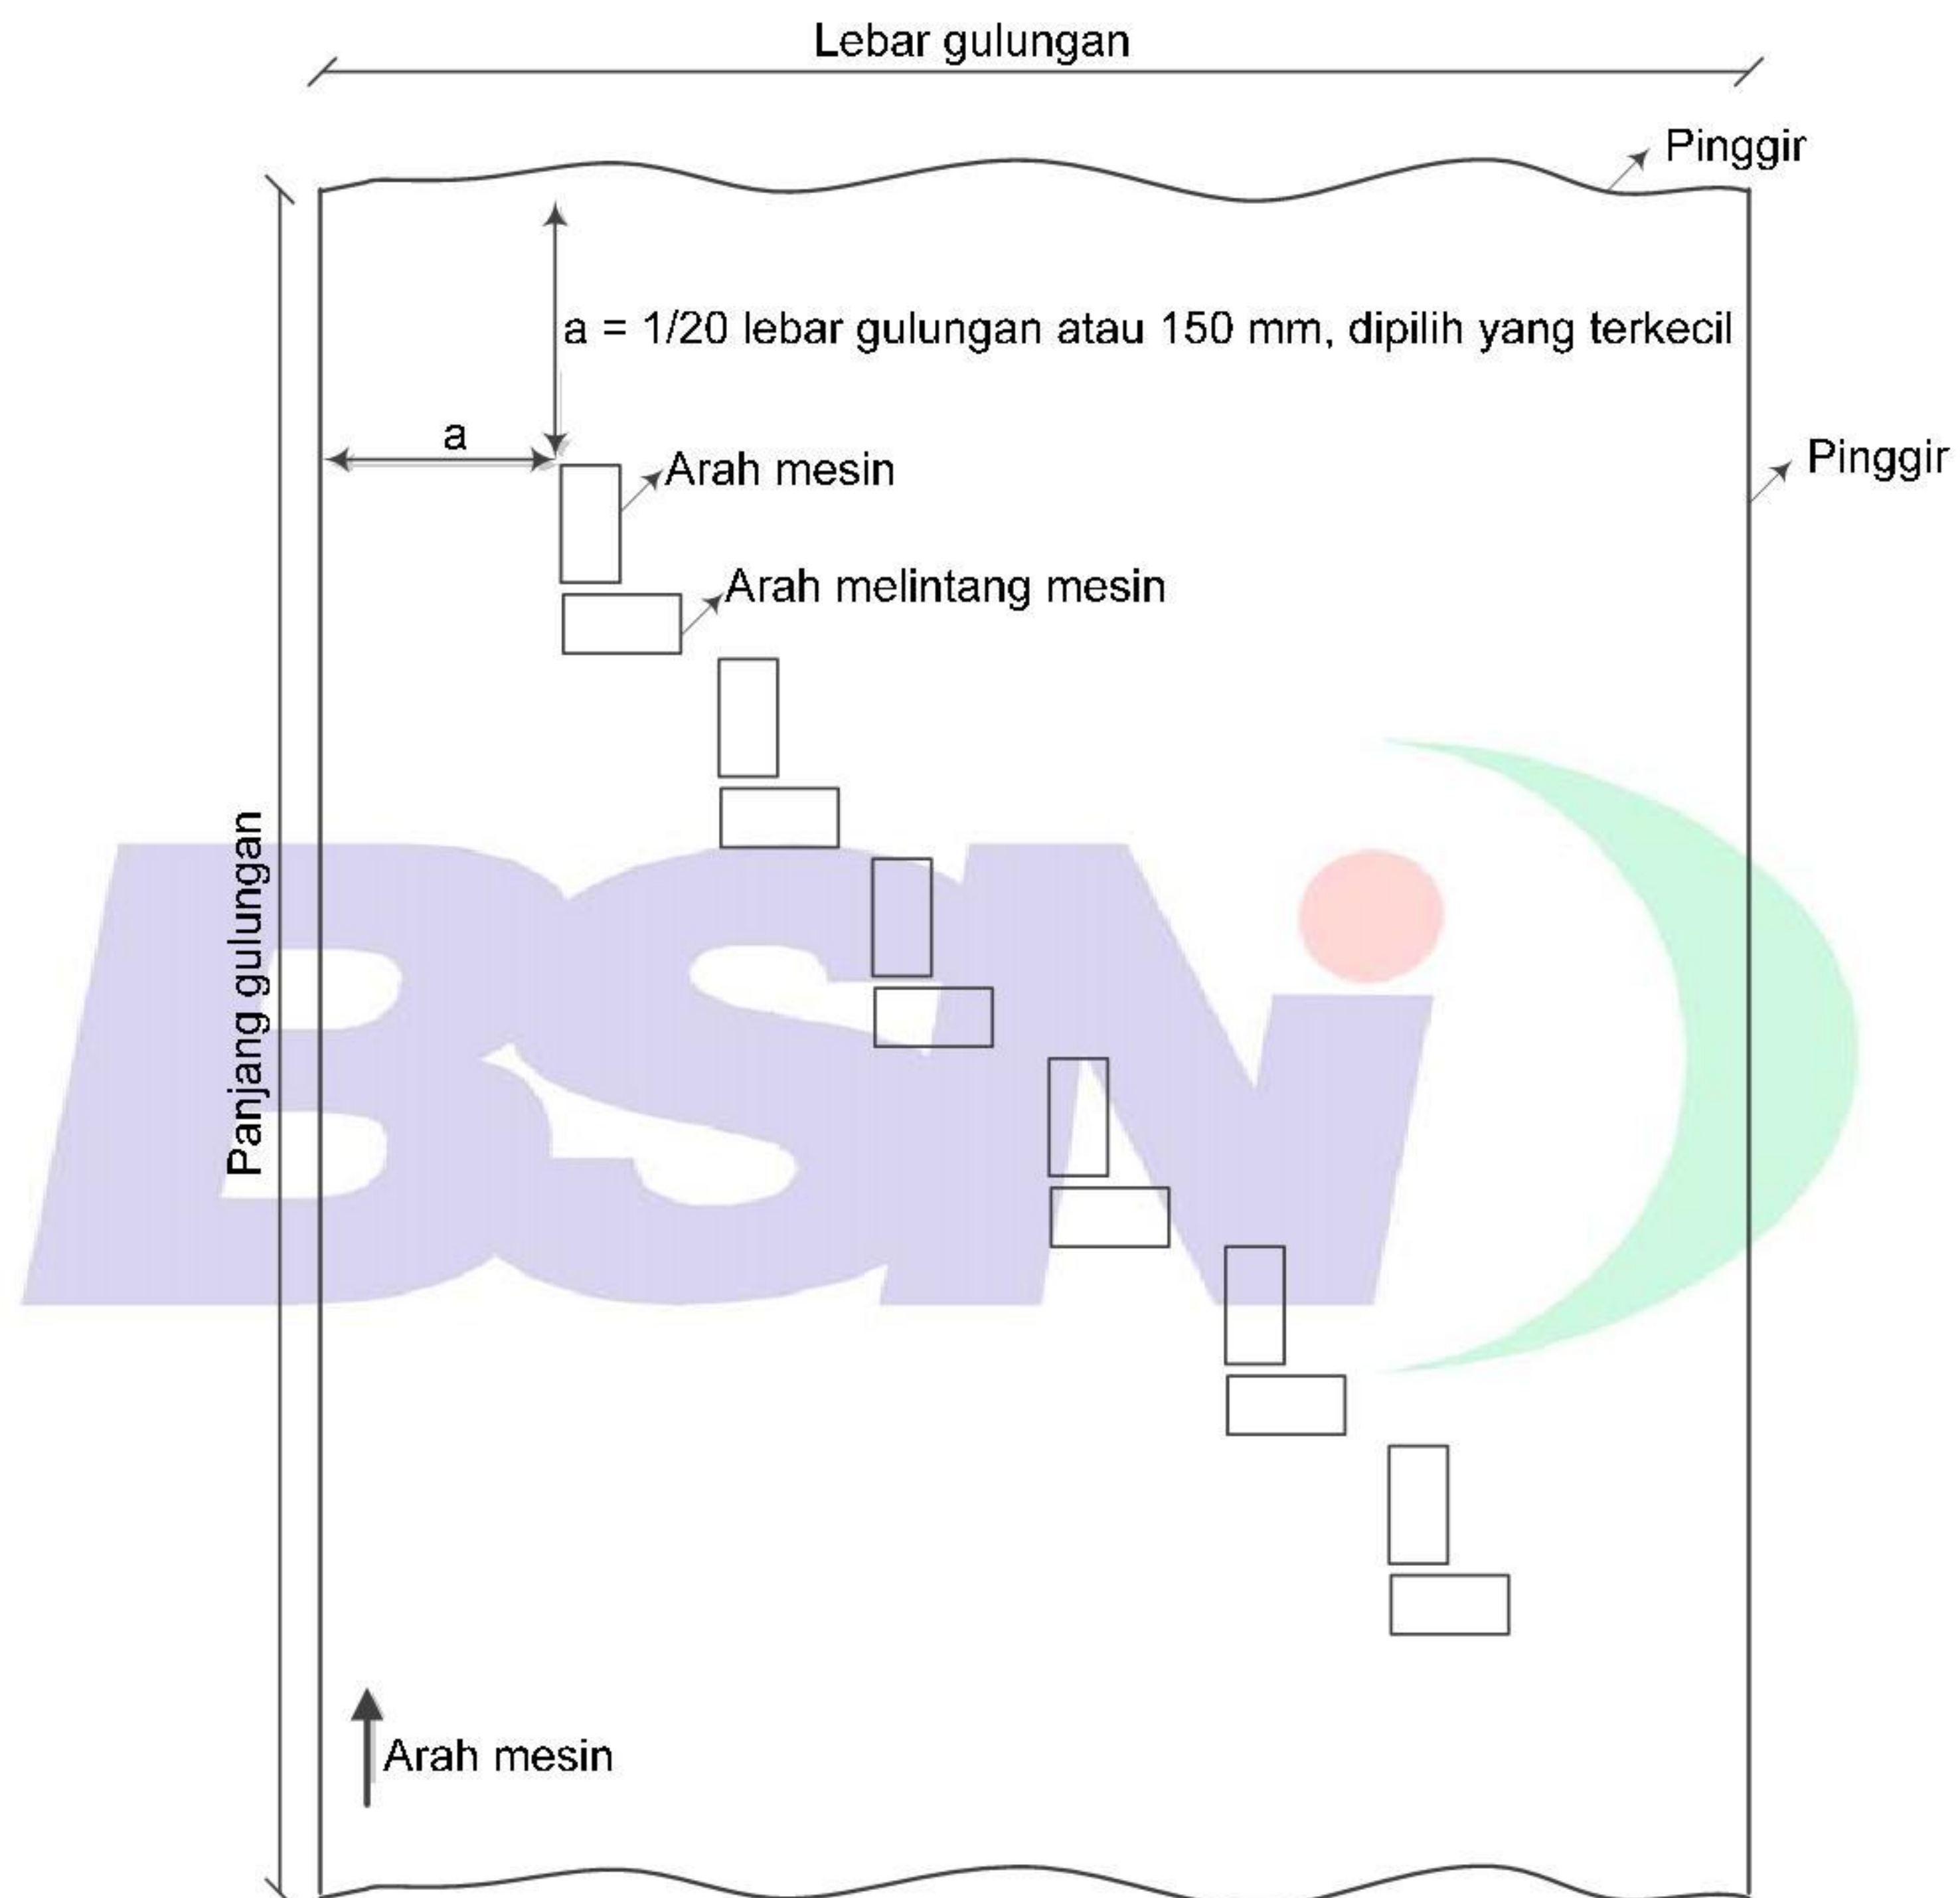 Lebar gulungan
Pinggir
a = 1/20 lebar gulungan atau 150 mm, dipilih yang terkecil
a
Arah mesin
Pinggir
Arah melintang mesin
Panjang gulungan
BSNi
Arah mesin